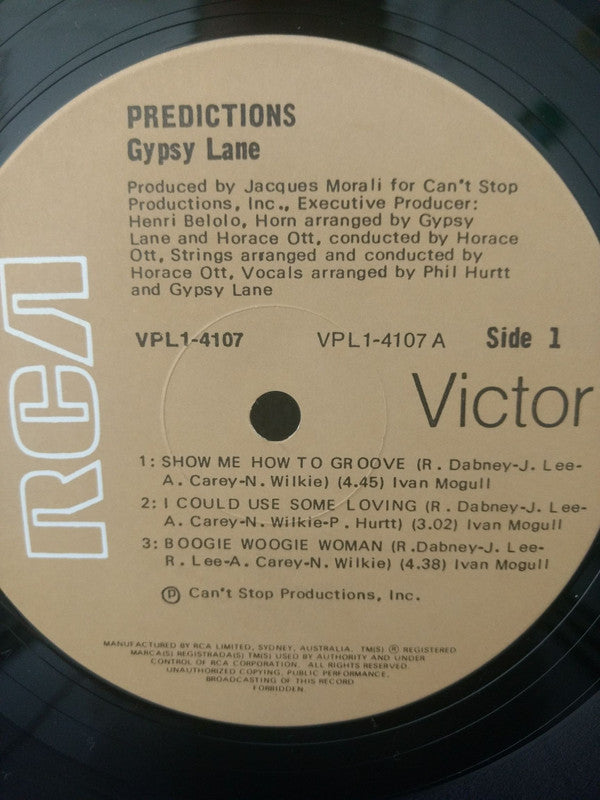 PREDICTIONS
Gypsy Lane
Produced by Jacques Morali for Can't Stop
Productions, Inc., Executive Producer:
Henri Belolo, Horn arranged by Gypsy
Lane and Horace Ott, conducted by Horace
Ott, Strings arranged and conducted by
Horace Ott, Vocals arranged by Phil Hurtt
and Gypsy Lane
RCA
VPL1-4107 VPL1-4107 A Side 1
Victor
1: SHOW ME HOW TO GROOVE (R. Dabney-J. Lee-
A. Carey-N. Wilkie) (4.45) Ivan Mogull
2: I COULD USE SOME LOVING (R. Dabney-J. Lee-
A. Carey-N. Wilkie-P. Hurtt) (3.02) Ivan Mogull
3: BOOGIE WOOGIE WOMAN (R.Dabney-J. Lee-
R. Lee-A. Carey-N. Wilkie) (4.38) Ivan Mogull
℗ Can't Stop Productions, Inc.
MANUFACTURED BY RCA LIMITED, SYDNEY, AUSTRALIA. TM(S) ® REGISTERED
MARCA(S) REGISTRADA(S) TM(S) USED BY AUTHORITY AND UNDER
CONTROL OF RCA CORPORATION. ALL RIGHTS RESERVED.
UNAUTHORIZED COPYING, PUBLIC PERFORMANCE,
BROADCASTING OF THIS RECORD
FORBIDDEN.